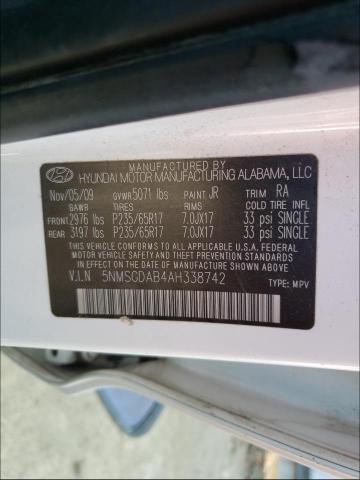 HYUNDAI MOTOR MANUFACTURING ALABAMA, LLC
Nov/05/09 GVWR 5071 lbs PAINT JR TRIM RA
GAWR TIRES RIMS COLD TIRE INFL
FRONT 2976 lbs P235/65R17 7.0JX17 33 psi SINGLE
REAR 3197 lbs P235/65R17 7.0JX17 33 psi SINGLE
THIS VEHICLE CONFORMS TO ALL APPLICABLE U.S.A. FEDERAL
MOTOR VEHICLE SAFETY AND THEFT PREVENTION STANDARDS
IN EFFECT ON THE DATE OF MANUFACTURE SHOWN ABOVE.
V.I.N 5NMSGDAB4AH338742
TYPE: MPV